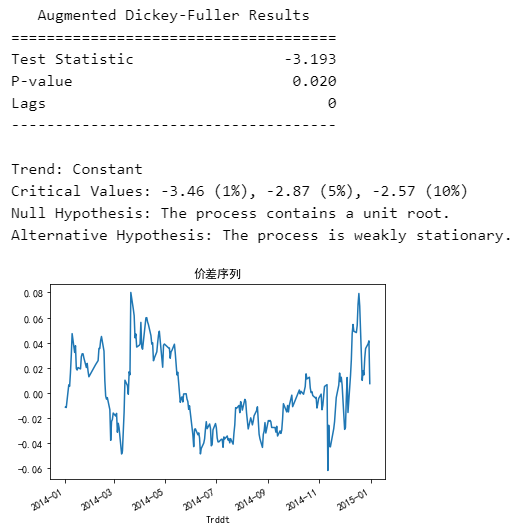 Augmented Dickey-Fuller Results
=====================================
Test Statistic -3.193
P-value 0.020
Lags 0
-------------------------------------
Trend: Constant
Critical Values: -3.46 (1%), -2.87 (5%), -2.57 (10%)
Null Hypothesis: The process contains a unit root.
Alternative Hypothesis: The process is weakly stationary.
价差序列
0.08
0.06
0.04
0.02
0.00
-0.02
-0.04
-0.06
2014-01 2014-03 2014-05 2014-07 2014-09 2014-11 2015-01
Trddt